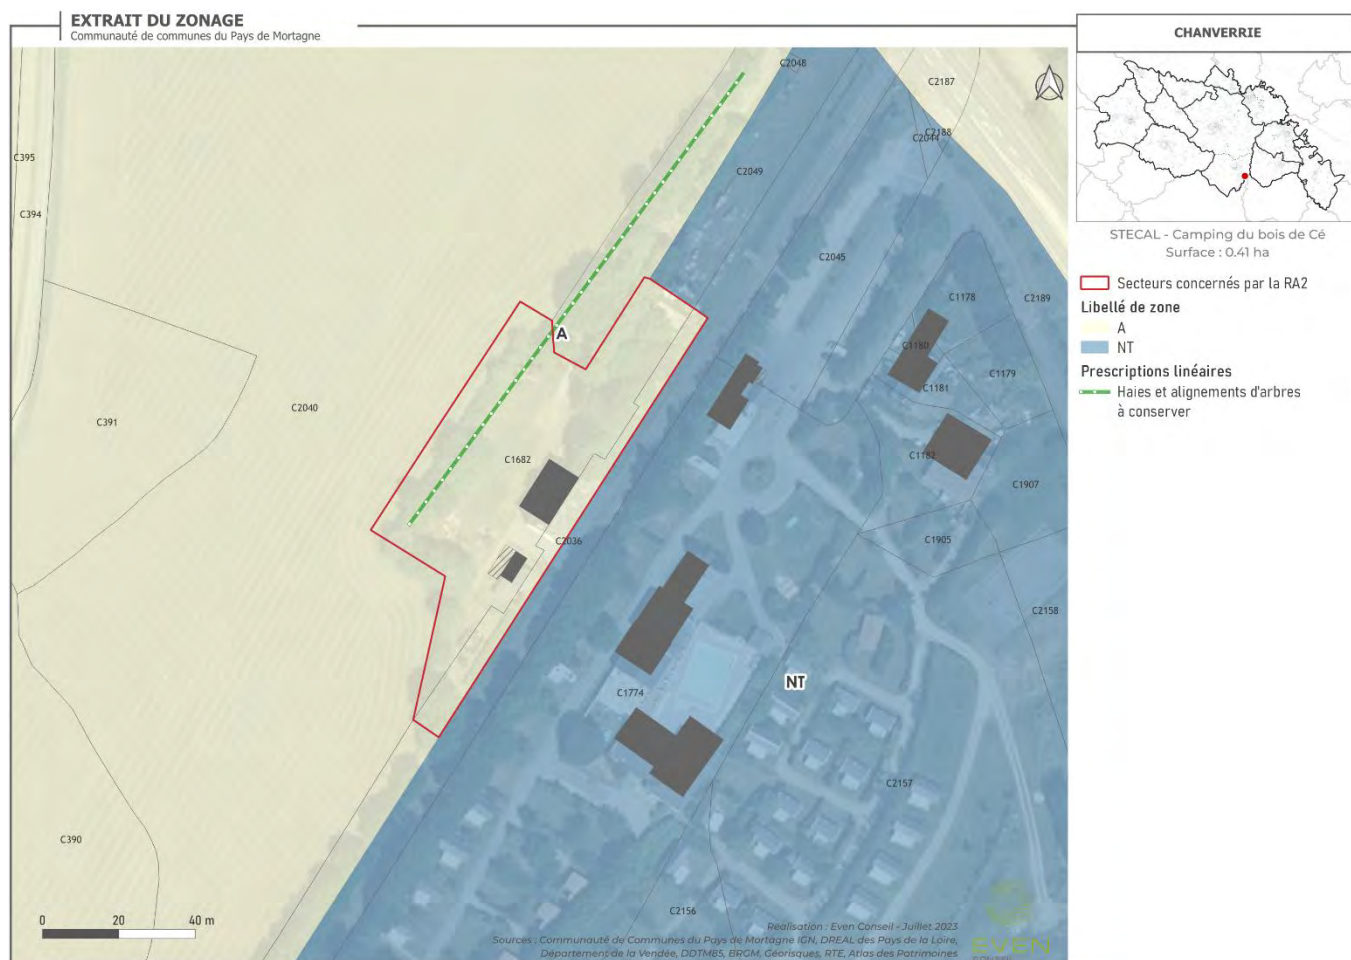 EXTRAIT DU ZONAGE
Communauté de communes du Pays de Mortagne
CHANVERRIE
STECAL - Camping du bois de Cé
Surface : 0.41 ha
Secteurs concernés par la RA2
Libellé de zone
A
NT
Prescriptions linéaires
Haies et alignements d'arbres
à conserver
C2048
C2187
C2188
C2044
C395
C2049
C394
C2045
C1178
C2189
A
C1180
C1179
C1181
C2040
C391
C1682
C1182
C1907
C2036
C1905
C2158
NT
C1774
C2157
C390
C2156
0 20 40 m
Réalisation : Even Conseil - Juillet 2023
Sources : Communauté de Communes du Pays de Mortagne IGN, DREAL des Pays de la Loire,
Département de la Vendée, DDTM85, BRGM, Géorisques, RTE, Atlas des Patrimoines
EVEN